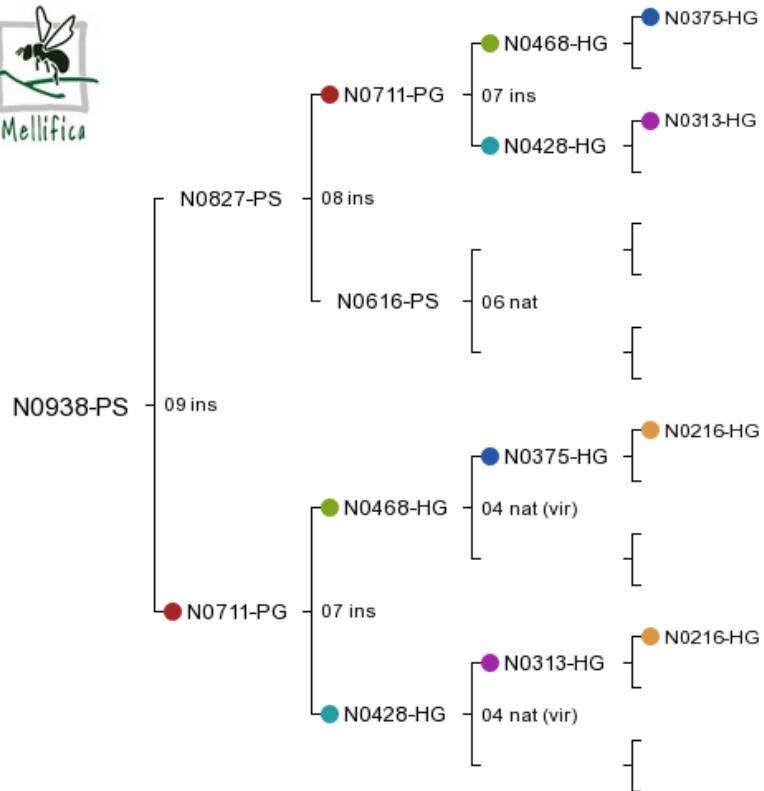 N0375-HG
N0468-HG
N0711-PG
07 ins
N0313-HG
Mellifica
N0428-HG
N0827-PS
08 ins
N0616-PS
06 nat
N0938-PS
09 ins
N0216-HG
N0375-HG
N0468-HG
04 nat (vir)
N0711-PG
07 ins
N0216-HG
N0313-HG
N0428-HG
04 nat (vir)